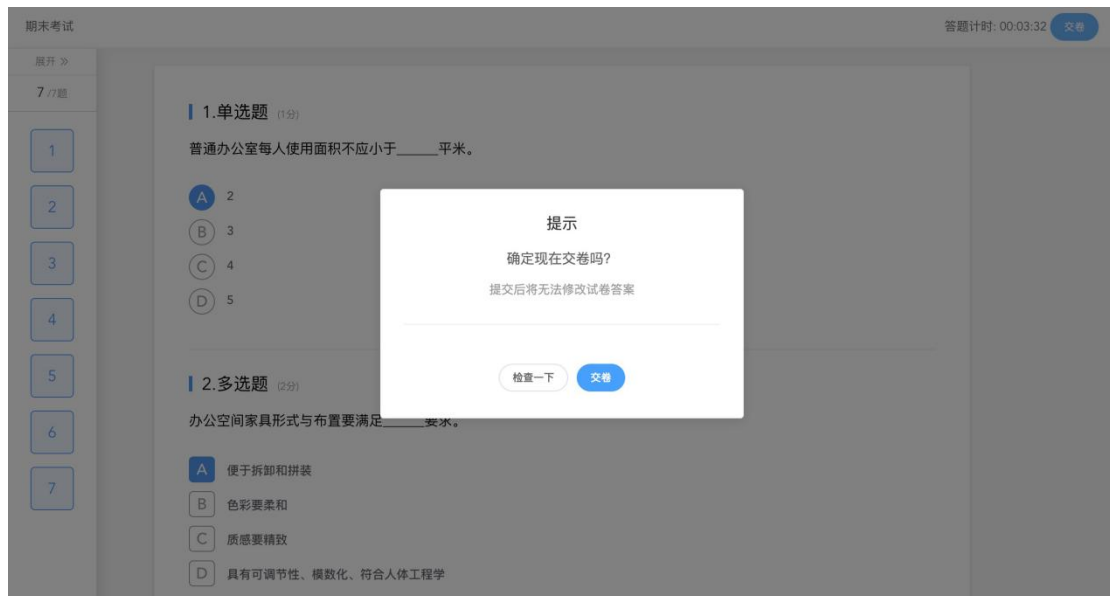 期末考试
答题计时: 00:03:32 交卷
展开 »
7 /7题
1
2
3
4
5
6
7
1.单选题 (1分)
普通办公室每人使用面积不应小于______平米。
A 2
B 3
C 4
D 5
2.多选题 (2分)
办公空间家具形式与布置要满足______要求。
A 便于拆卸和拼装
B 色彩要柔和
C 质感要精致
D 具有可调节性、模数化、符合人体工程学
提示
确定现在交卷吗?
提交后将无法修改试卷答案
检查一下 交卷